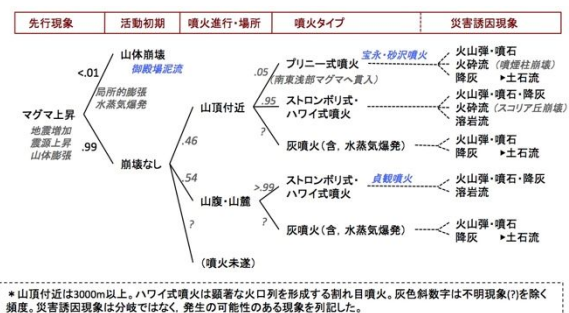 先行現象 活動初期 噴火進行・場所 噴火タイプ 災害誘因現象
山体崩壊
御殿場泥流
<.01
局所的膨張
水蒸気爆発
マグマ上昇
地震増加
震源上昇
山体膨張
.99
崩壊なし
山頂付近
.46
.54
山腹・山麓
?
(噴火未遂)
.05
プリニー式噴火
(南東浅部マグマへ貫入)
宝永・砂沢噴火
火山弾・噴石
火砕流(噴煙柱崩壊)
降灰 ▸土石流
.95
ストロンボリ式・
ハワイ式噴火
火山弾・噴石・降灰
火砕流(スコリア丘崩壊)
溶岩流
?
灰噴火(含,水蒸気爆発)
火山弾・噴石
降灰 ▸土石流
>.99
ストロンボリ式・
ハワイ式噴火
貞観噴火
火山弾・噴石・降灰
溶岩流
?
灰噴火(含,水蒸気爆発)
火山弾・噴石
降灰 ▸土石流
*山頂付近は3000m以上。ハワイ式噴火は顕著な火口列を形成する割れ目噴火。灰色斜数字は不明現象(?)を除く
頻度。災害誘因現象は分岐ではなく,発生の可能性のある現象を列記した。